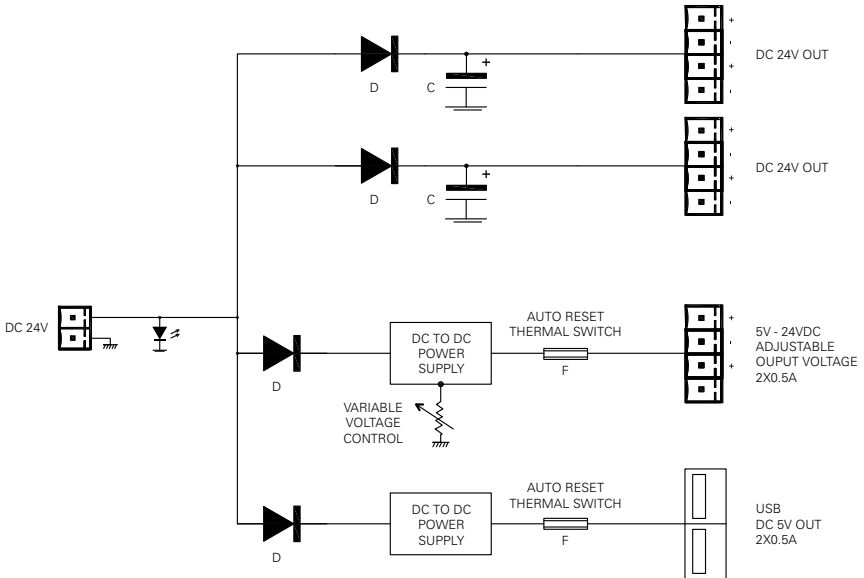 +
-
+
-
DC 24V OUT
D
C
+
+
-
+
-
DC 24V OUT
D
C
+
DC 24V
AUTO RESET
THERMAL SWITCH
F
DC TO DC
POWER
SUPPLY
D
VARIABLE
VOLTAGE
CONTROL
+
-
+
5V - 24VDC
ADJUSTABLE
OUPUT VOLTAGE
2X0.5A
AUTO RESET
THERMAL SWITCH
F
DC TO DC
POWER
SUPPLY
D
USB
DC 5V OUT
2X0.5A